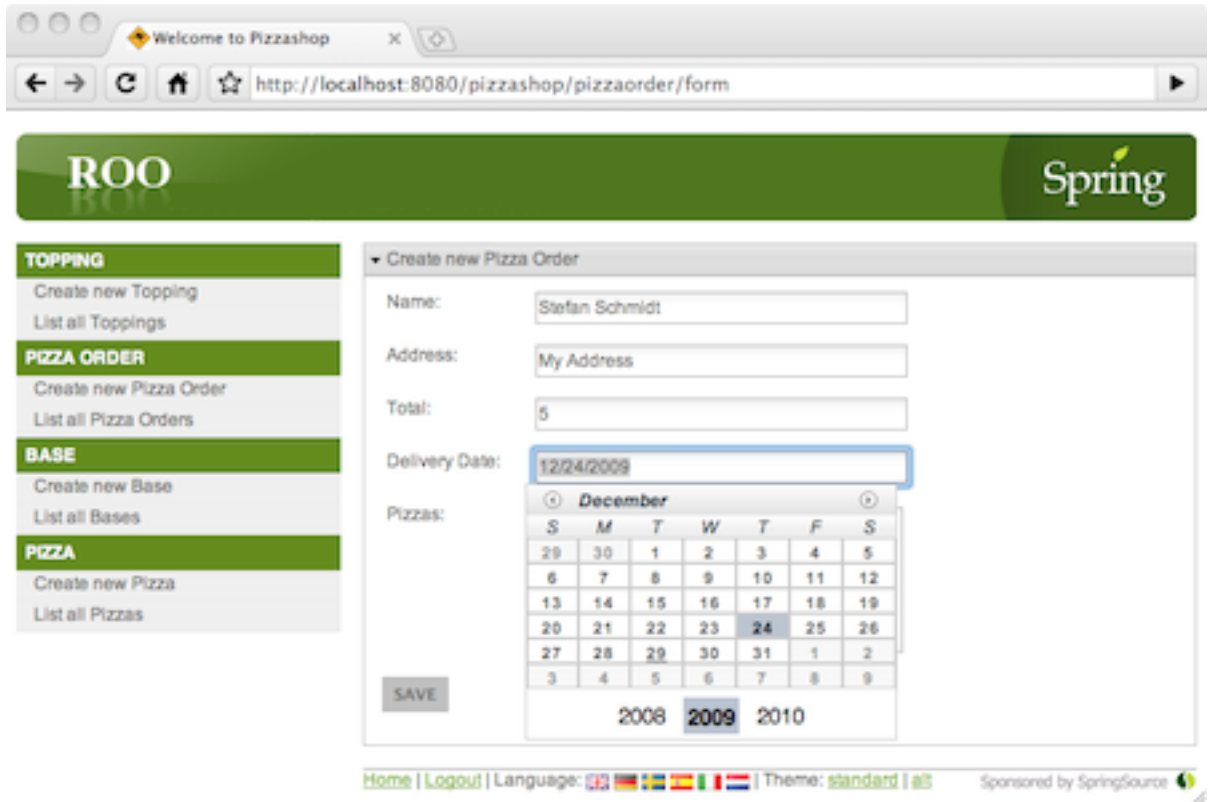 Welcome to Pizzashop
http://localhost:8080/pizzashop/pizzaorder/form
ROO
Spring
TOPPING
Create new Topping
List all Toppings
PIZZA ORDER
Create new Pizza Order
List all Pizza Orders
BASE
Create new Base
List all Bases
PIZZA
Create new Pizza
List all Pizzas
Create new Pizza Order
Name: Stefan Schmidt
Address: My Address
Total: 5
Delivery Date: 12/24/2009
Pizzas:
December
S M T W T F S
29 30 1 2 3 4 5
6 7 8 9 10 11 12
13 14 15 16 17 18 19
20 21 22 23 24 25 26
27 28 29 30 31 1 2
3 4 5 6 7 8 9
2008 2009 2010
SAVE
Home | Logout | Language: | Theme: standard | alt Sponsored by SpringSource